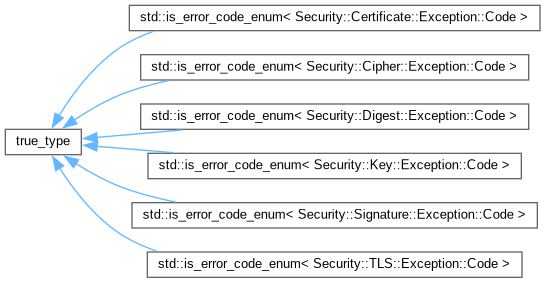 std::is_error_code_enum< Security::Certificate::Exception::Code >
std::is_error_code_enum< Security::Cipher::Exception::Code >
std::is_error_code_enum< Security::Digest::Exception::Code >
true_type
std::is_error_code_enum< Security::Key::Exception::Code >
std::is_error_code_enum< Security::Signature::Exception::Code >
std::is_error_code_enum< Security::TLS::Exception::Code >